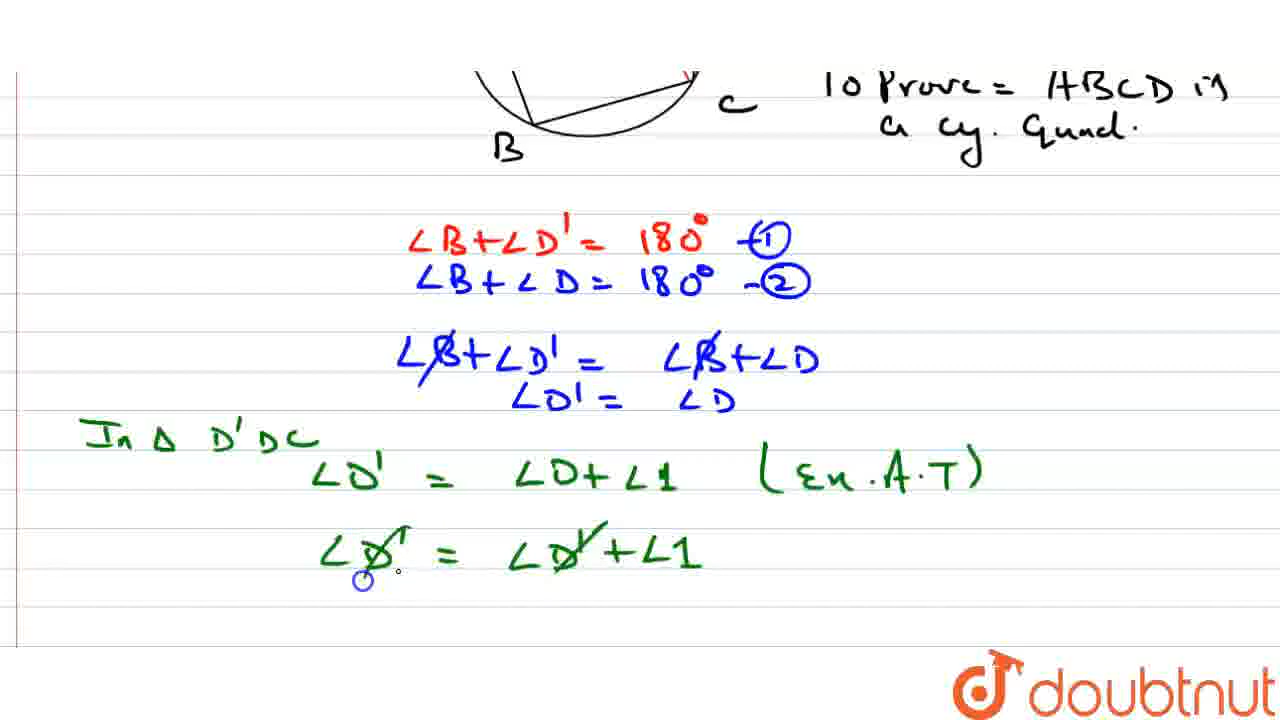 To Prove = ABCD is
a cy. Quad.
C
B
∠B+∠D' = 180° -①
∠B+∠D = 180° -②
∠B+∠D' = ∠B+∠D
∠D' = ∠D
In Δ D'DC
∠D' = ∠D+∠1 (Ex.A.T)
∠D' = ∠D'+∠1
doubtnut